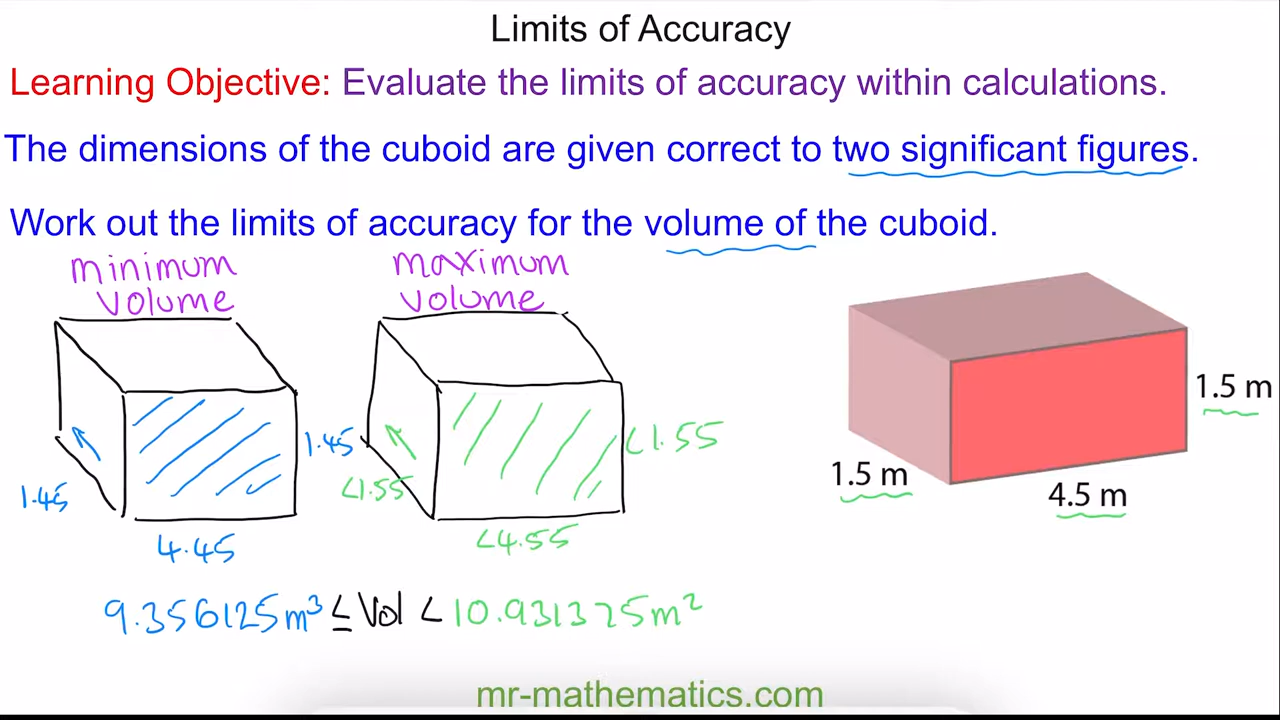 Limits of Accuracy
Learning Objective: Evaluate the limits of accuracy within calculations.
The dimensions of the cuboid are given correct to two significant figures.
Work out the limits of accuracy for the volume of the cuboid.
minimum
volume
maximum
volume
1.45
1.45
4.45
<1.55
<1.55
<4.55
1.5 m
1.5 m
4.5 m
9.356125m³ ≤ Vol < 10.931375m²
mr-mathematics.com